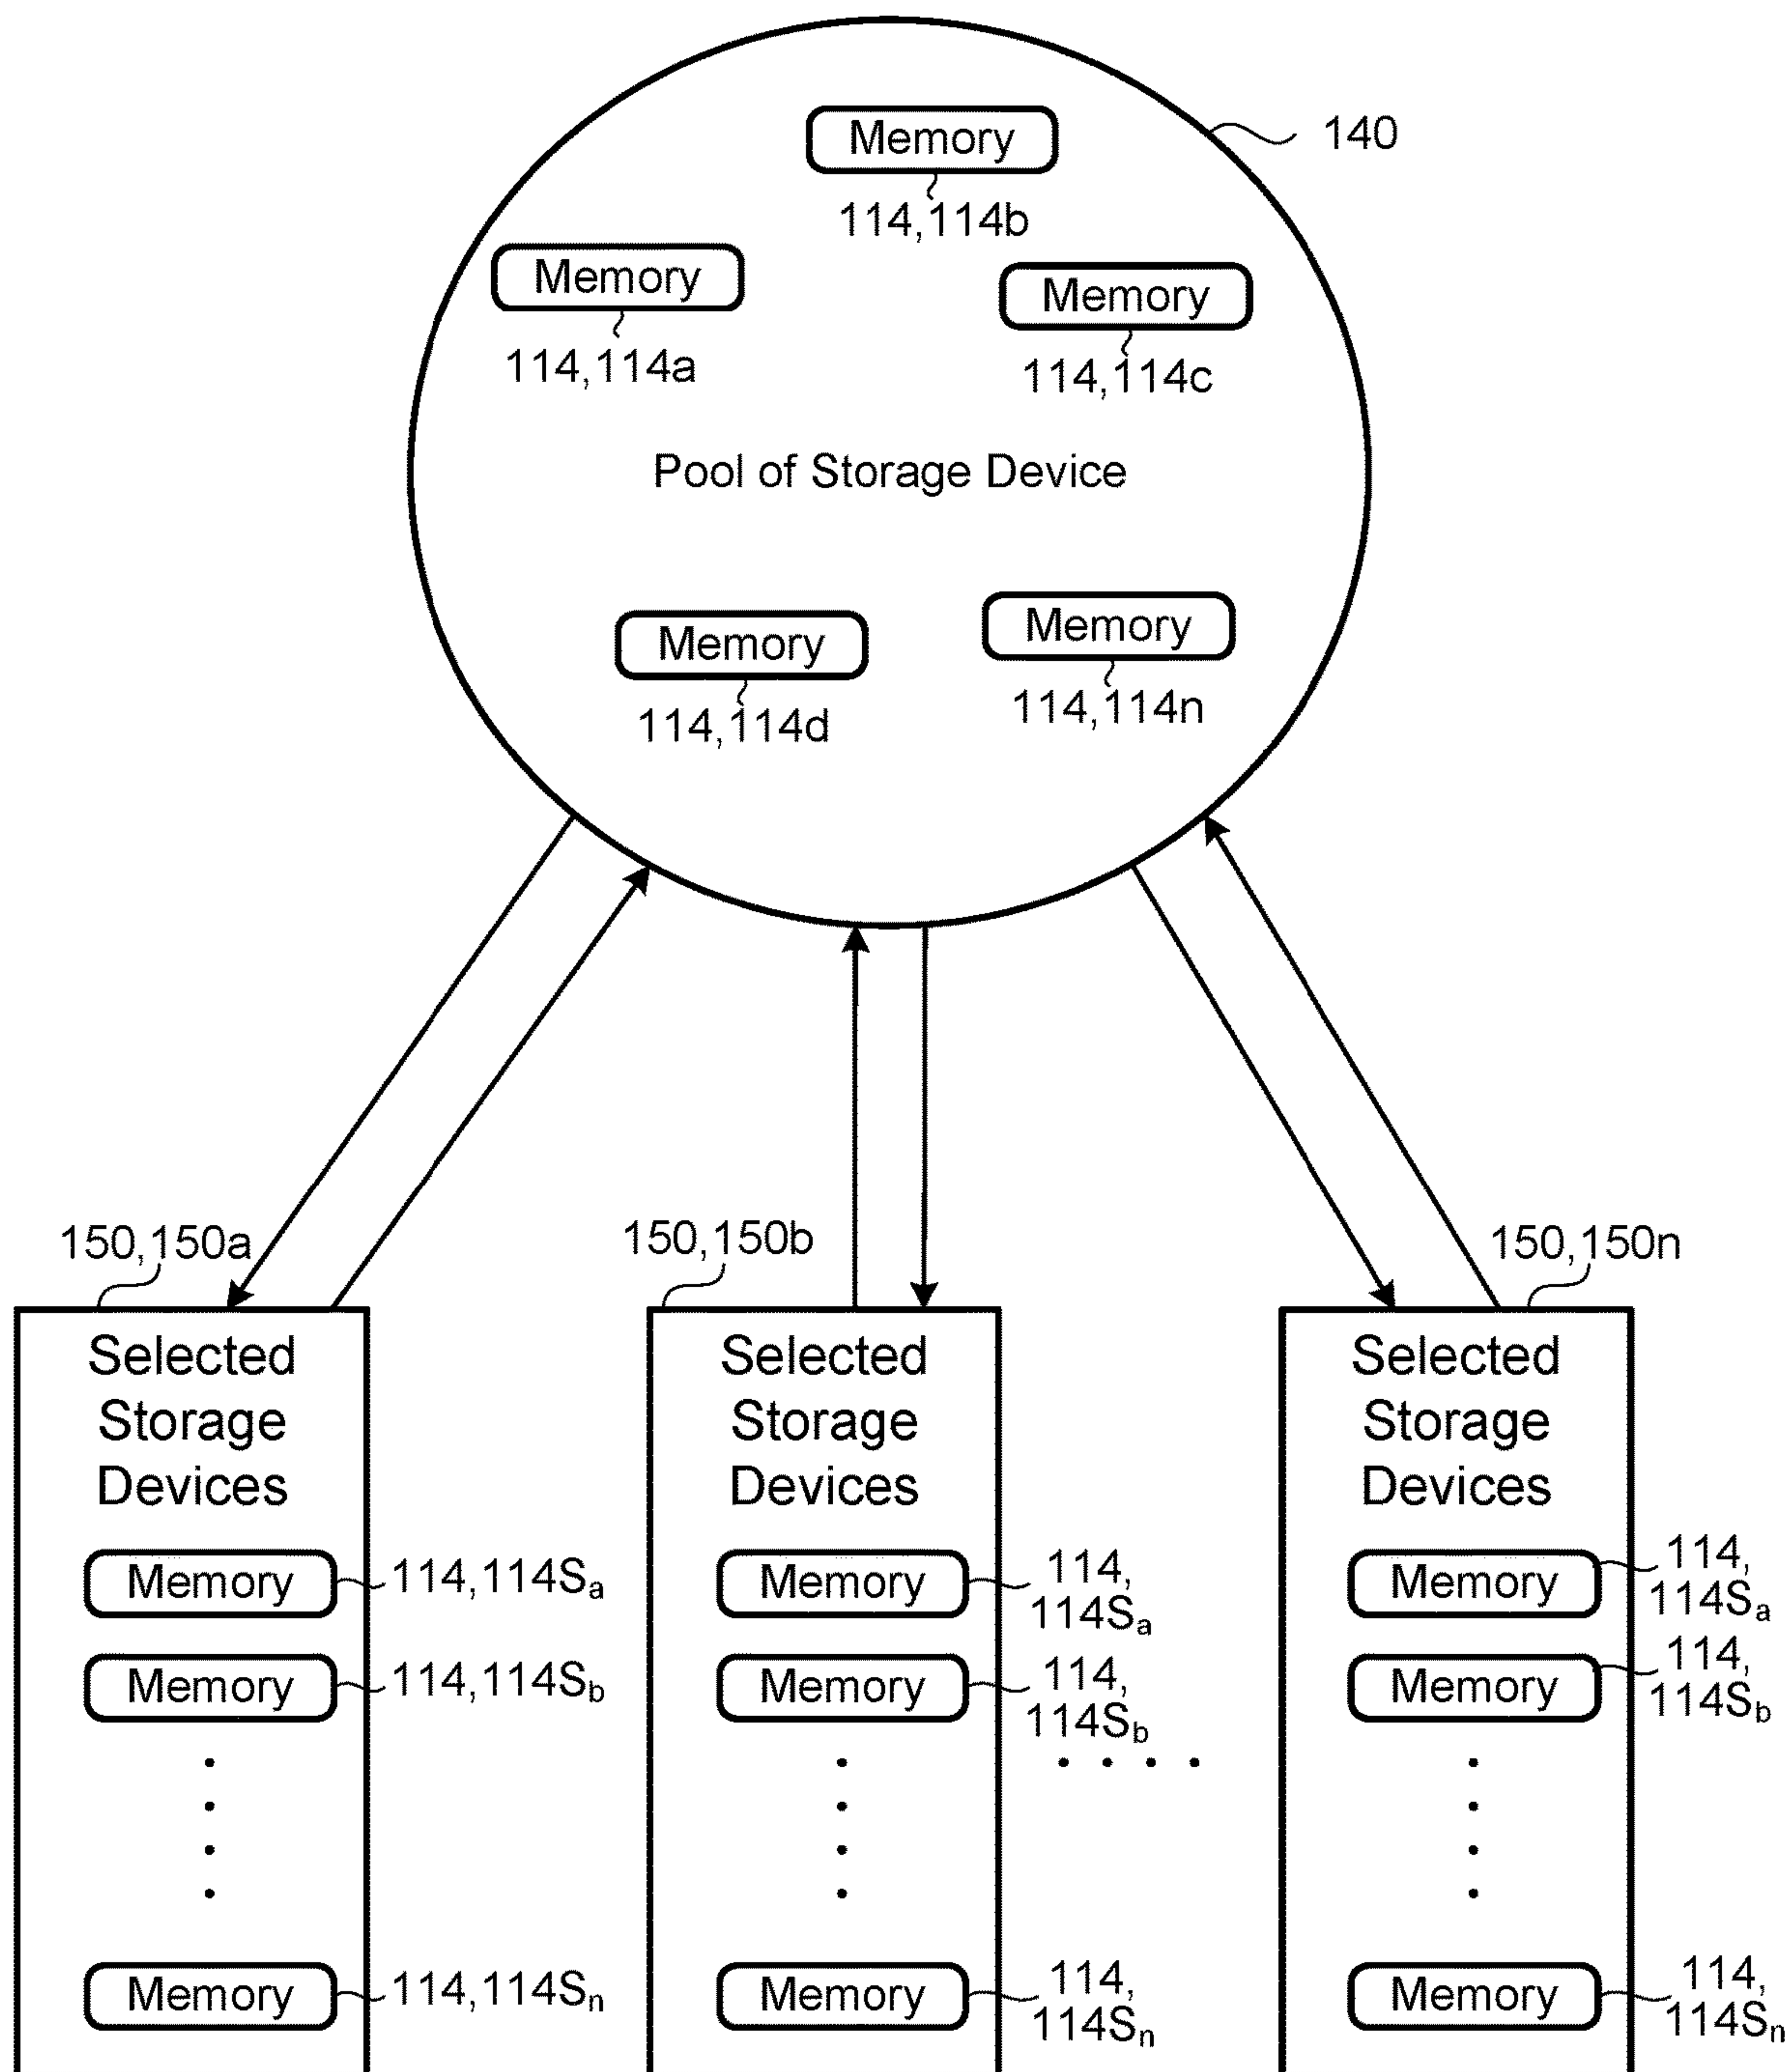 140
Memory
114,114b
Memory
114,114a
Memory
114,114c
Pool of Storage Device
Memory
114,114d
Memory
114,114n
150,150a
Selected
Storage
Devices
Memory
114,114Sa
Memory
114,114Sb
Memory
114,114Sn
150,150b
Selected
Storage
Devices
Memory
114,
114Sa
Memory
114,
114Sb
Memory
114,
114Sn
150,150n
Selected
Storage
Devices
Memory
114,
114Sa
Memory
114,
114Sb
Memory
114,
114Sn